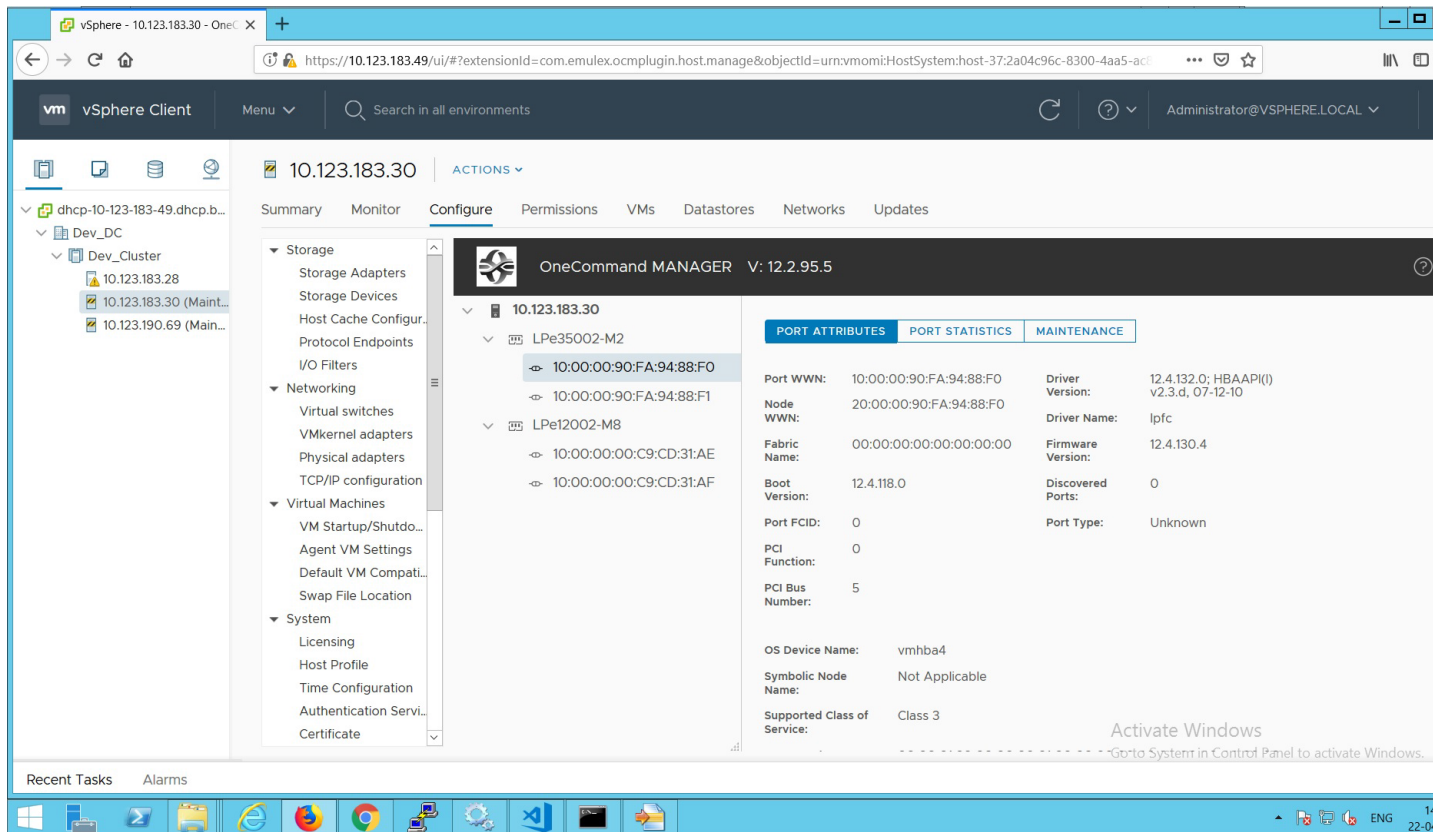 vSphere - 10.123.183.30 - OneC
https://10.123.183.49/ui/#?extensionId=com.emulex.ocmplugin.host.manage&objectId=urn:vmomi:HostSystem:host-37:2a04c96c-8300-4aa5-ac8
vm vSphere Client
Menu
Search in all environments
Administrator@VSPHERE.LOCAL
dhcp-10-123-183-49.dhcp.b...
Dev_DC
Dev_Cluster
10.123.183.28
10.123.183.30 (Maint...
10.123.190.69 (Main...
10.123.183.30
ACTIONS
Summary Monitor Configure Permissions VMs Datastores Networks Updates
Storage
Storage Adapters
Storage Devices
Host Cache Configur..
Protocol Endpoints
I/O Filters
Networking
Virtual switches
VMkernel adapters
Physical adapters
TCP/IP configuration
Virtual Machines
VM Startup/Shutdo...
Agent VM Settings
Default VM Compati...
Swap File Location
System
Licensing
Host Profile
Time Configuration
Authentication Servi...
Certificate
OneCommand MANAGER V: 12.2.95.5
10.123.183.30
LPe35002-M2
10:00:00:90:FA:94:88:F0
10:00:00:90:FA:94:88:F1
LPe12002-M8
10:00:00:00:C9:CD:31:AE
10:00:00:00:C9:CD:31:AF
PORT ATTRIBUTES PORT STATISTICS MAINTENANCE
Port WWN: 10:00:00:90:FA:94:88:F0
Node WWN: 20:00:00:90:FA:94:88:F0
Fabric Name: 00:00:00:00:00:00:00:00
Boot Version: 12.4.118.0
Port FCID: 0
PCI Function: 0
PCI Bus Number: 5
Driver Version: 12.4.132.0; HBAAPI(I) v2.3.d, 07-12-10
Driver Name: lpfc
Firmware Version: 12.4.130.4
Discovered Ports: 0
Port Type: Unknown
OS Device Name: vmhba4
Symbolic Node Name: Not Applicable
Supported Class of Service: Class 3
Activate Windows
Go to System in Control Panel to activate Windows.
Recent Tasks Alarms
ENG